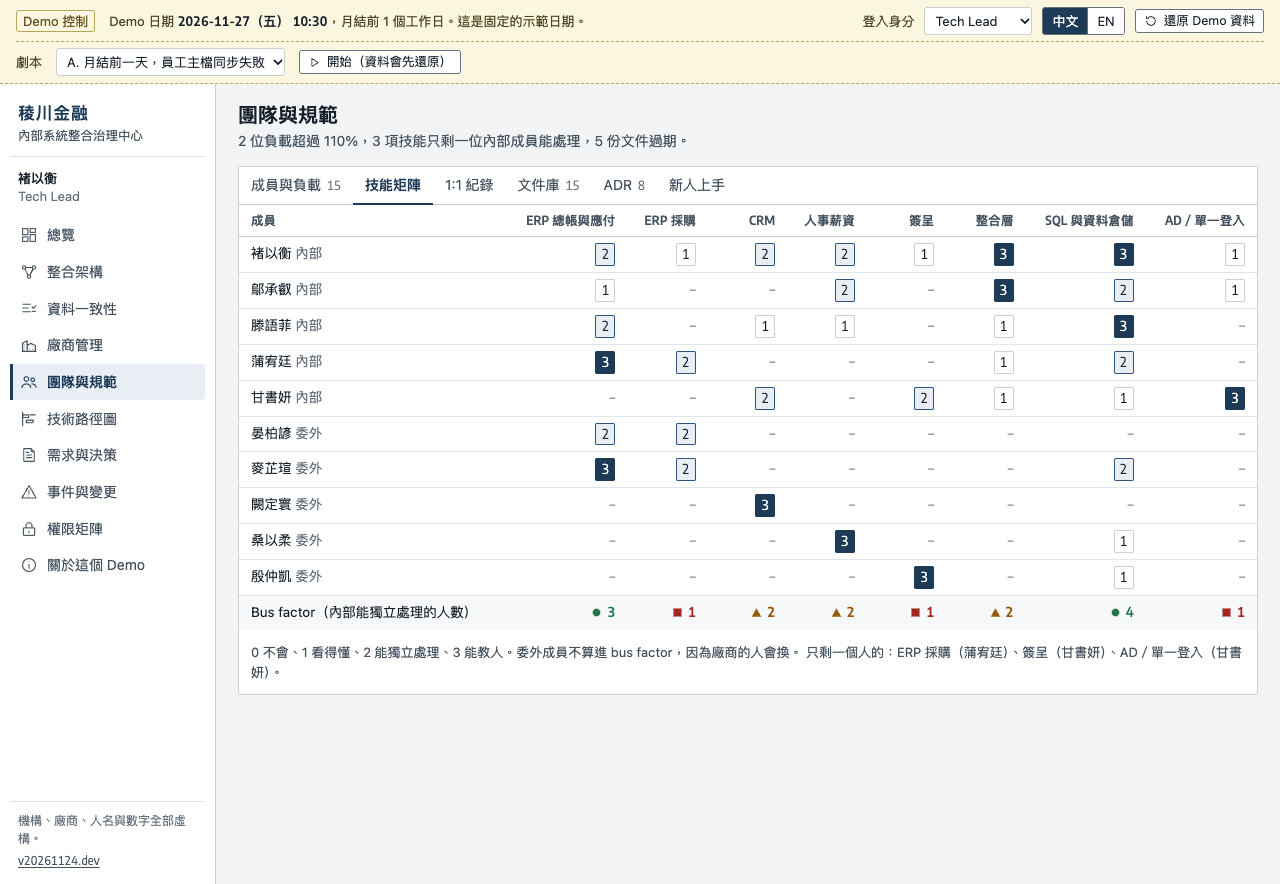 Demo 控制 Demo 日期 2026-11-27（五） 10:30，月結前 1 個工作日。這是固定的示範日期。 登入身分 Tech Lead 中文 EN 還原 Demo 資料
劇本 A. 月結前一天，員工主檔同步失敗 開始（資料會先還原）
稜川金融
內部系統整合治理中心
褚以衡
Tech Lead
總覽
整合架構
資料一致性
廠商管理
團隊與規範
技術路徑圖
需求與決策
事件與變更
權限矩陣
關於這個 Demo
機構、廠商、人名與數字全部虛
構。
v20261124.dev
團隊與規範
2 位負載超過 110%，3 項技能只剩一位內部成員能處理，5 份文件過期。
成員與負載 15 技能矩陣 1:1 紀錄 文件庫 15 ADR 8 新人上手
成員 ERP 總帳與應付 ERP 採購 CRM 人事薪資 簽呈 整合層 SQL 與資料倉儲 AD / 單一登入
褚以衡 內部 2 1 2 2 1 3 3 1
鄔承叡 內部 1 – – 2 – 3 2 1
滕語菲 內部 2 – 1 1 – 1 3 –
蒲宥廷 內部 3 2 – – – 1 2 –
甘書妍 內部 – – 2 – 2 1 1 3
晏柏諺 委外 2 2 – – – – – –
麥芷瑄 委外 3 2 – – – – 2 –
闕定寰 委外 – – 3 – – – – –
桑以柔 委外 – – – 3 – – 1 –
殷仲凱 委外 – – – – 3 – 1 –
Bus factor（內部能獨立處理的人數） 3 1 2 2 1 2 4 1
0 不會、1 看得懂、2 能獨立處理、3 能教人。委外成員不算進 bus factor，因為廠商的人會換。 只剩一個人的：ERP 採購（蒲宥廷）、簽呈（甘書妍）、AD / 單一登入（甘書
妍）。